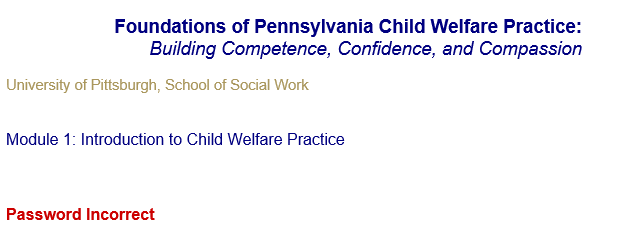 Foundations of Pennsylvania Child Welfare Practice:
Building Competence, Confidence, and Compassion
University of Pittsburgh, School of Social Work
Module 1: Introduction to Child Welfare Practice
Password Incorrect